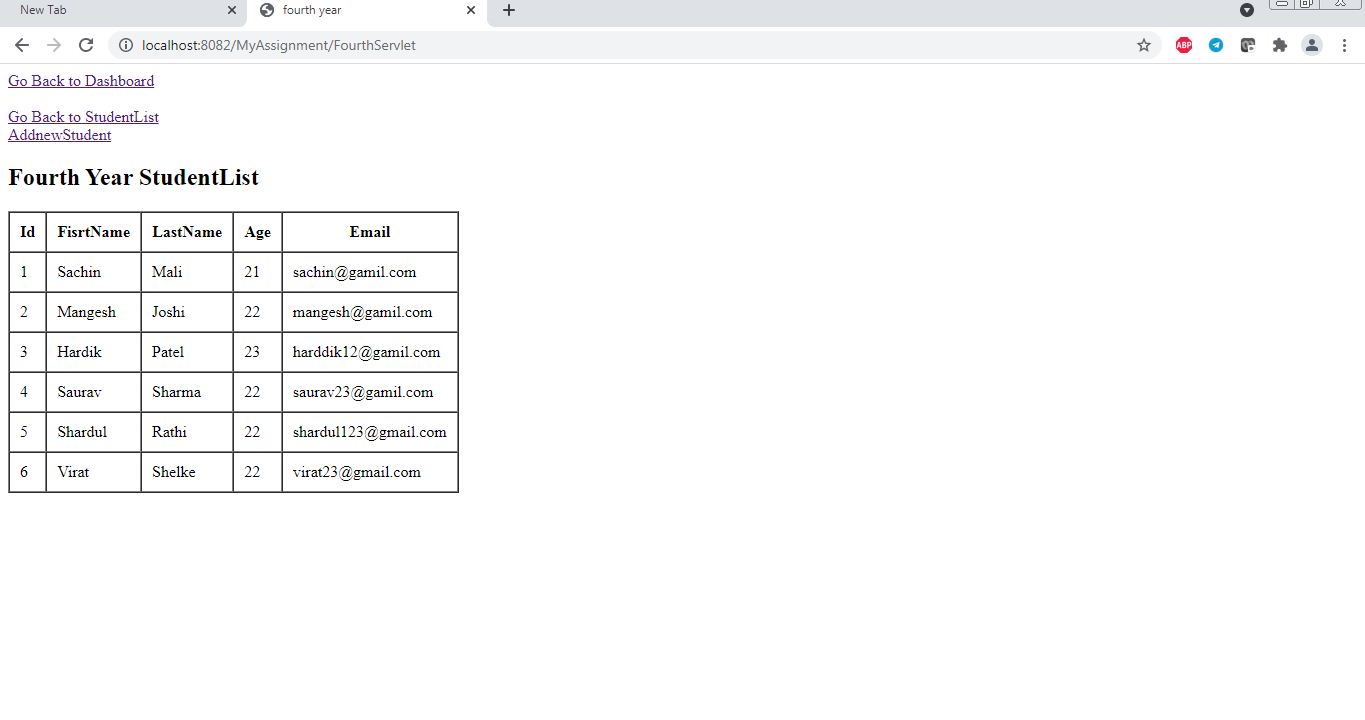 New Tab
fourth year
localhost:8082/MyAssignment/FourthServlet
ABP
Go Back to Dashboard
Go Back to StudentList
AddnewStudent
Fourth Year StudentList
Id FisrtName LastName Age Email
1 Sachin Mali 21 sachin@gamil.com
2 Mangesh Joshi 22 mangesh@gamil.com
3 Hardik Patel 23 harddik12@gamil.com
4 Saurav Sharma 22 saurav23@gamil.com
5 Shardul Rathi 22 shardul123@gmail.com
6 Virat Shelke 22 virat23@gmail.com